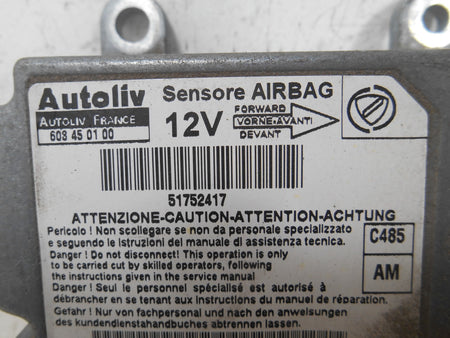 Autoliv
Sensore AIRBAG
AUTOLIV FRANCE
603 45 01 00
12V
FORWARD
VORNE-AVANTI
DEVANT
51752417
ATTENZIONE-CAUTION-ATTENTION-ACHTUNG
Pericolo ! Non scollegare se non da personale specializzato
e seguendo le istruzioni del manuale di assistenza tecnica.
Danger ! Do not disconnect! This operation is only
to be carried cut by skilled operators, following
the instructions given in the service manual
Danger ! Seul le personnel spécialisé est autorisé à
débrancher en se tenant aux instructions du manuel de réparation.
Gefahr ! Nur von fachpersonal and nach den anweisungen
des kundendiensthandbuches abtrennen lassen.
C485
AM